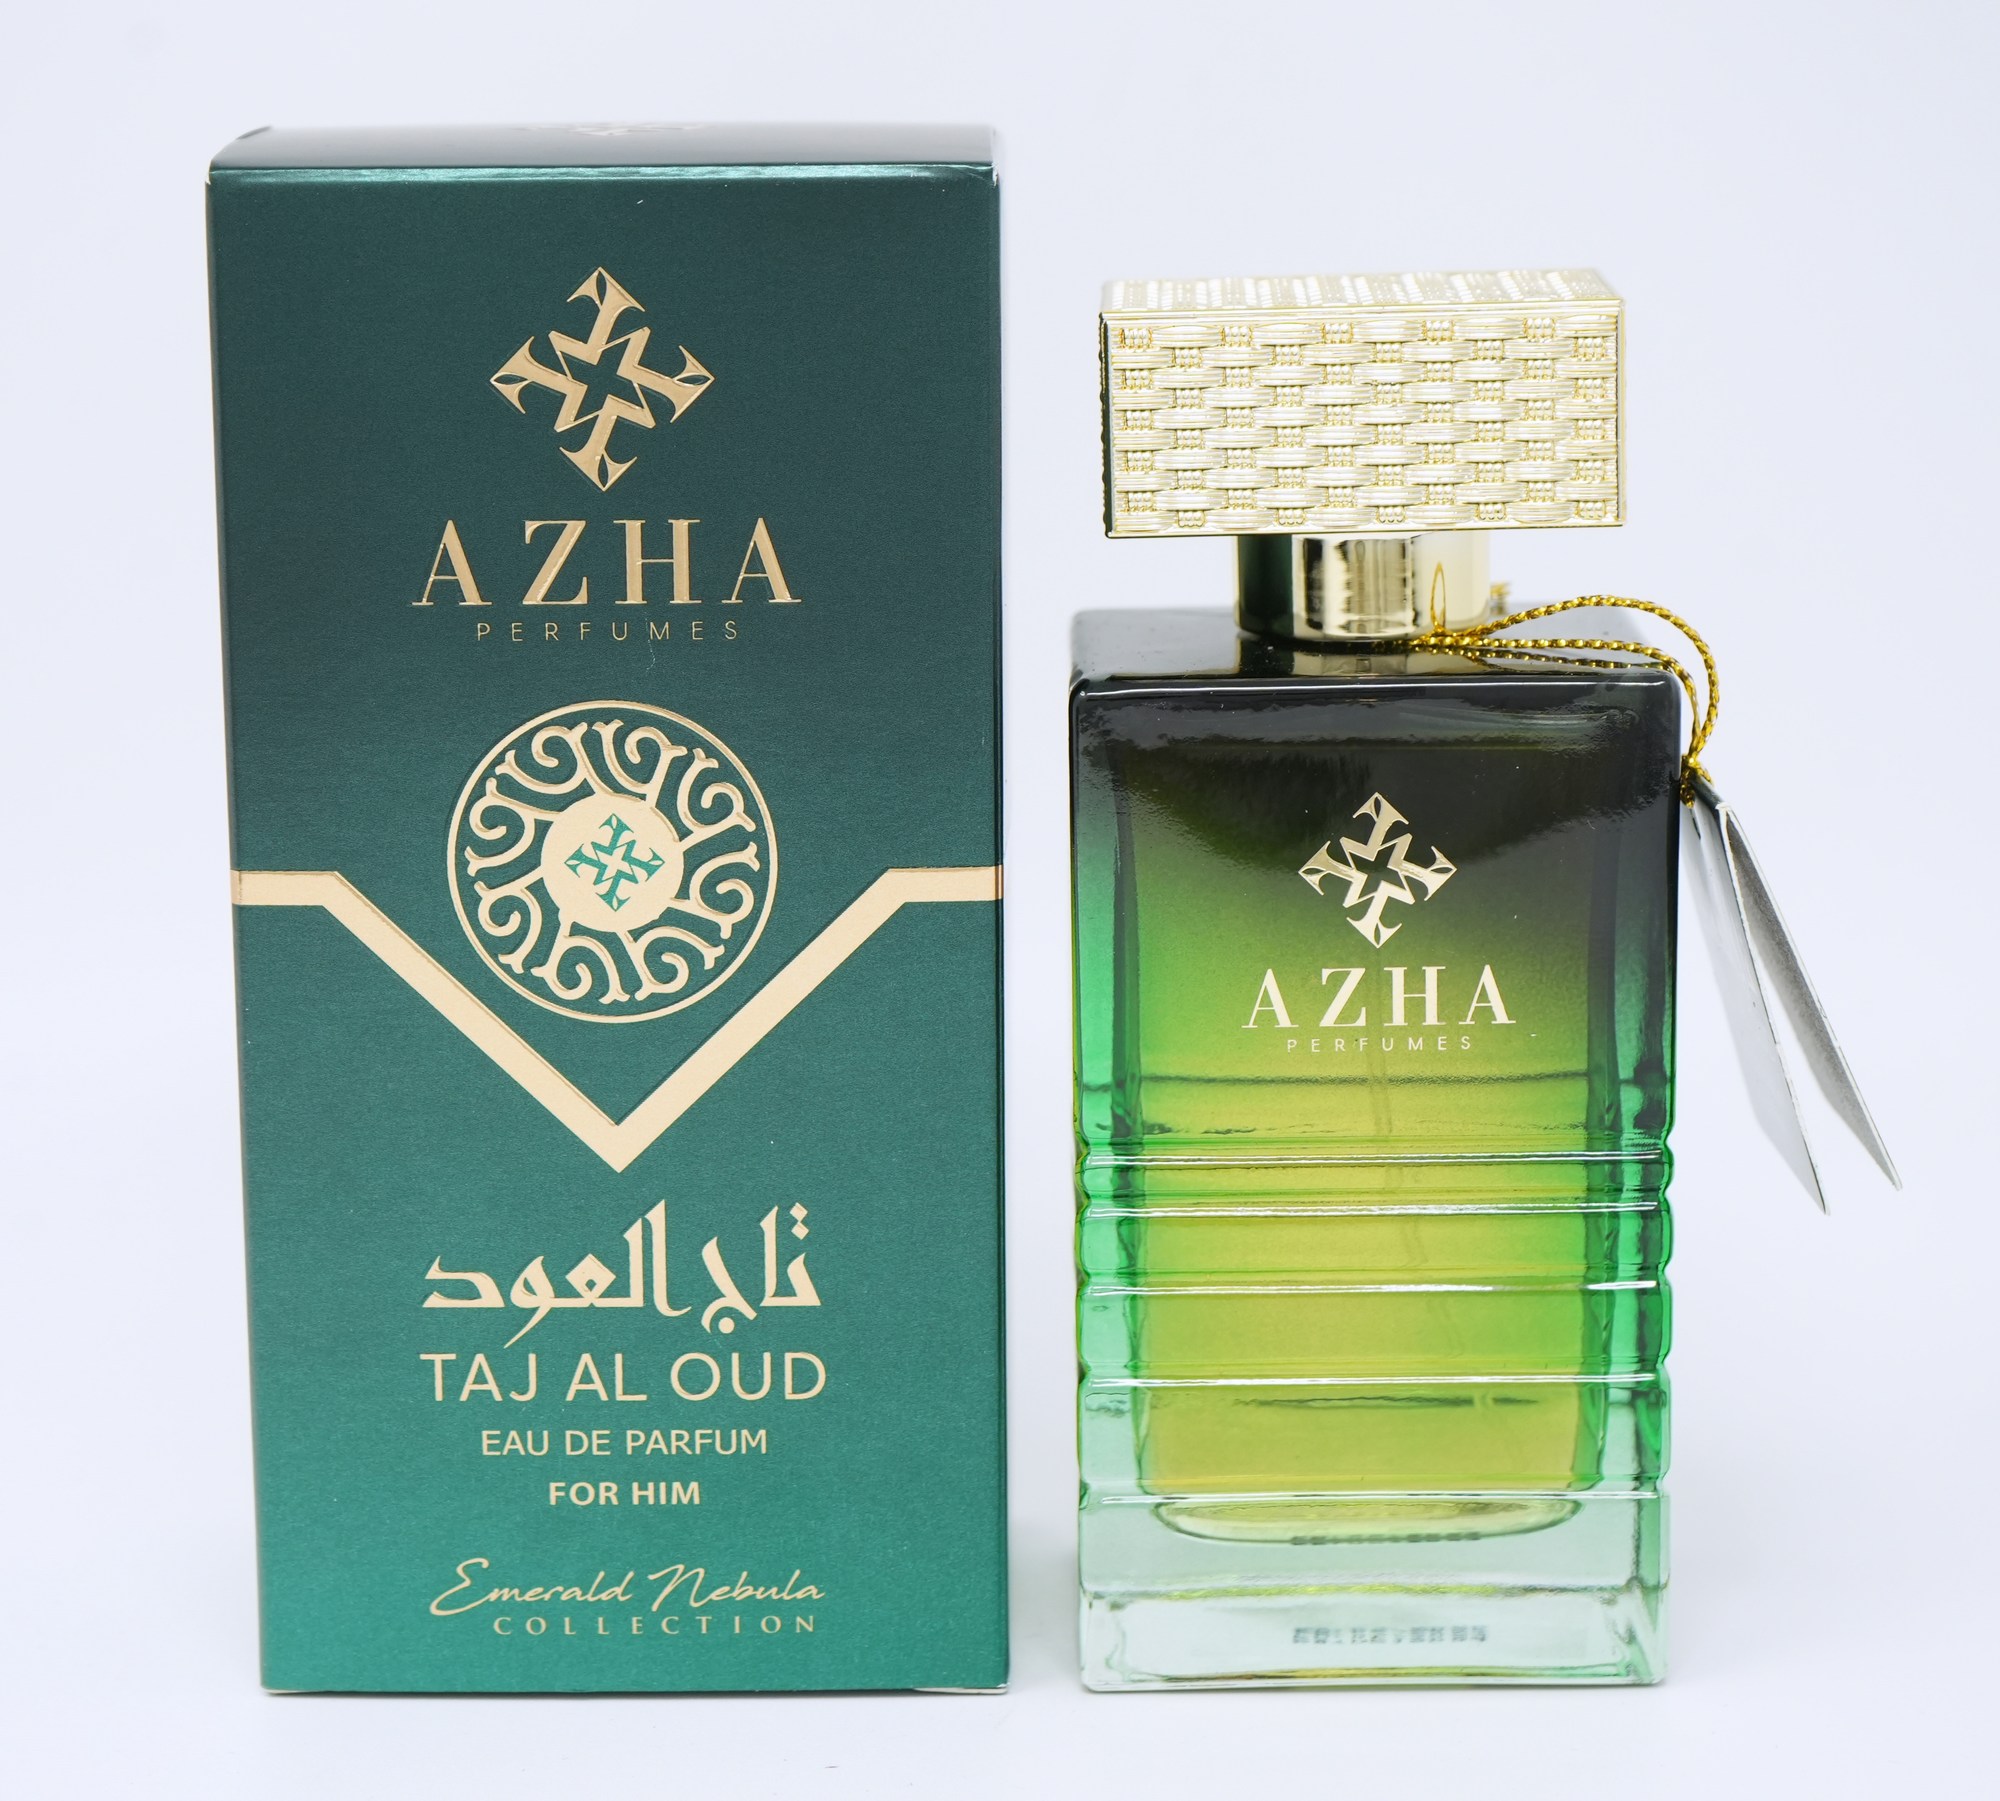 AZHA
PERFUMES
تاج العود
TAJ AL OUD
EAU DE PARFUM
FOR HIM
Emerald Nebula
COLLECTION
AZHA
PERFUMES